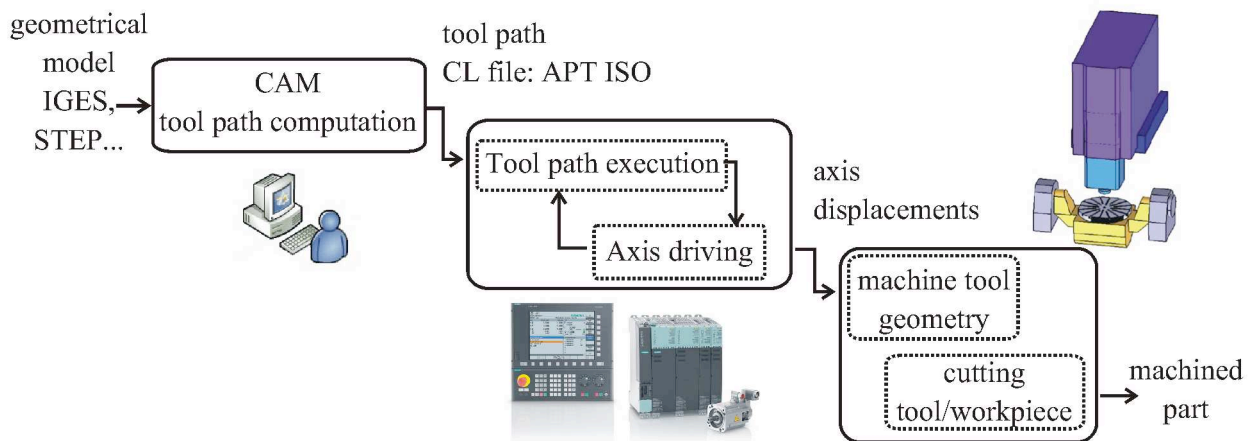 geometrical
model
IGES,
STEP...
CAM
tool path computation
tool path
CL file: APT ISO
Tool path execution
Axis driving
axis
displacements
machine tool
geometry
cutting
tool/workpiece
machined
part